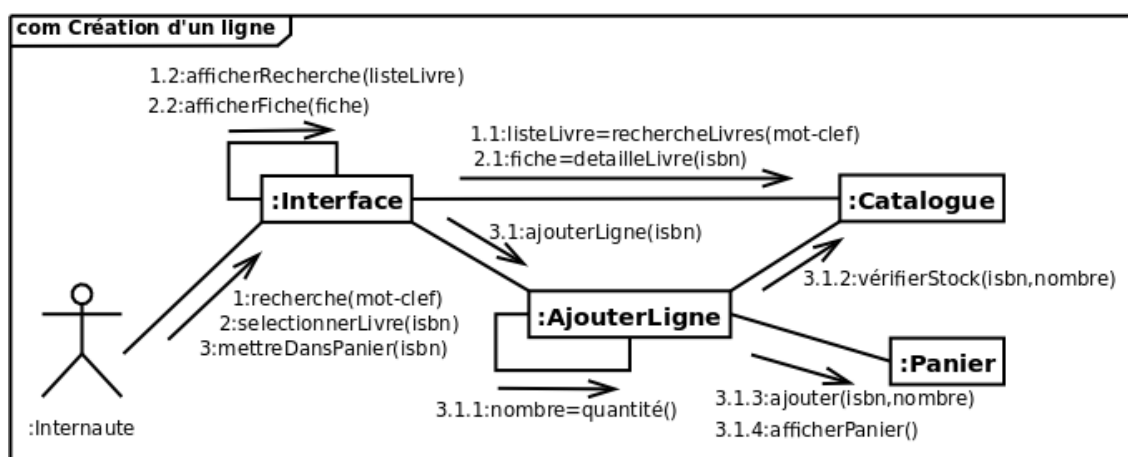 com Création d'un ligne
1.2:afficherRecherche(listeLivre)
2.2:afficherFiche(fiche)
1.1:listeLivre=rechercheLivres(mot-clef)
2.1:fiche=detailleLivre(isbn)
:Interface
:Catalogue
3.1:ajouterLigne(isbn)
3.1.2:vérifierStock(isbn,nombre)
1:recherche(mot-clef)
2:selectionnerLivre(isbn)
3:mettreDansPanier(isbn)
:AjouterLigne
:Panier
3.1.1:nombre=quantité()
3.1.3:ajouter(isbn,nombre)
3.1.4:afficherPanier()
:Internaute